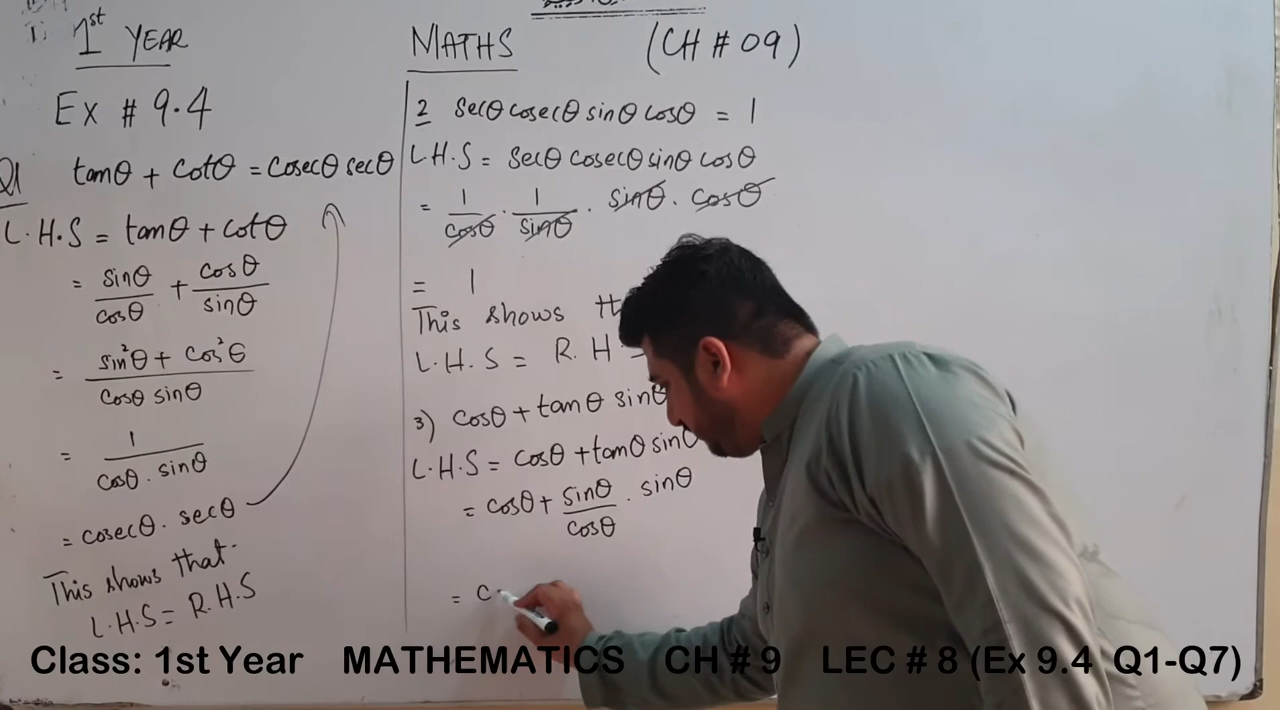 1st YEAR
MATHS
(CH # 09)
Ex # 9.4
Q1 tanθ + Cotθ = Cosecθ secθ
L.H.S = tanθ + Cotθ
= sinθ/cosθ + cosθ/sinθ
= sin²θ + Cos²θ / Cosθ sinθ
= 1 / Cosθ . sinθ
= cosecθ . secθ
This shows that
L.H.S = R.H.S
2 Secθ cosecθ sinθ cosθ = 1
L.H.S = Secθ Cosecθ sinθ cosθ
= 1/cosθ . 1/sinθ . sinθ . cosθ
= 1
This shows
L.H.S = R.H
3) Cosθ + tanθ sinθ
L.H.S = Cosθ + tanθ sinθ
= cosθ + sinθ/cosθ . sinθ
= C
Class: 1st Year MATHEMATICS CH # 9 LEC # 8 (Ex 9.4 Q1-Q7)